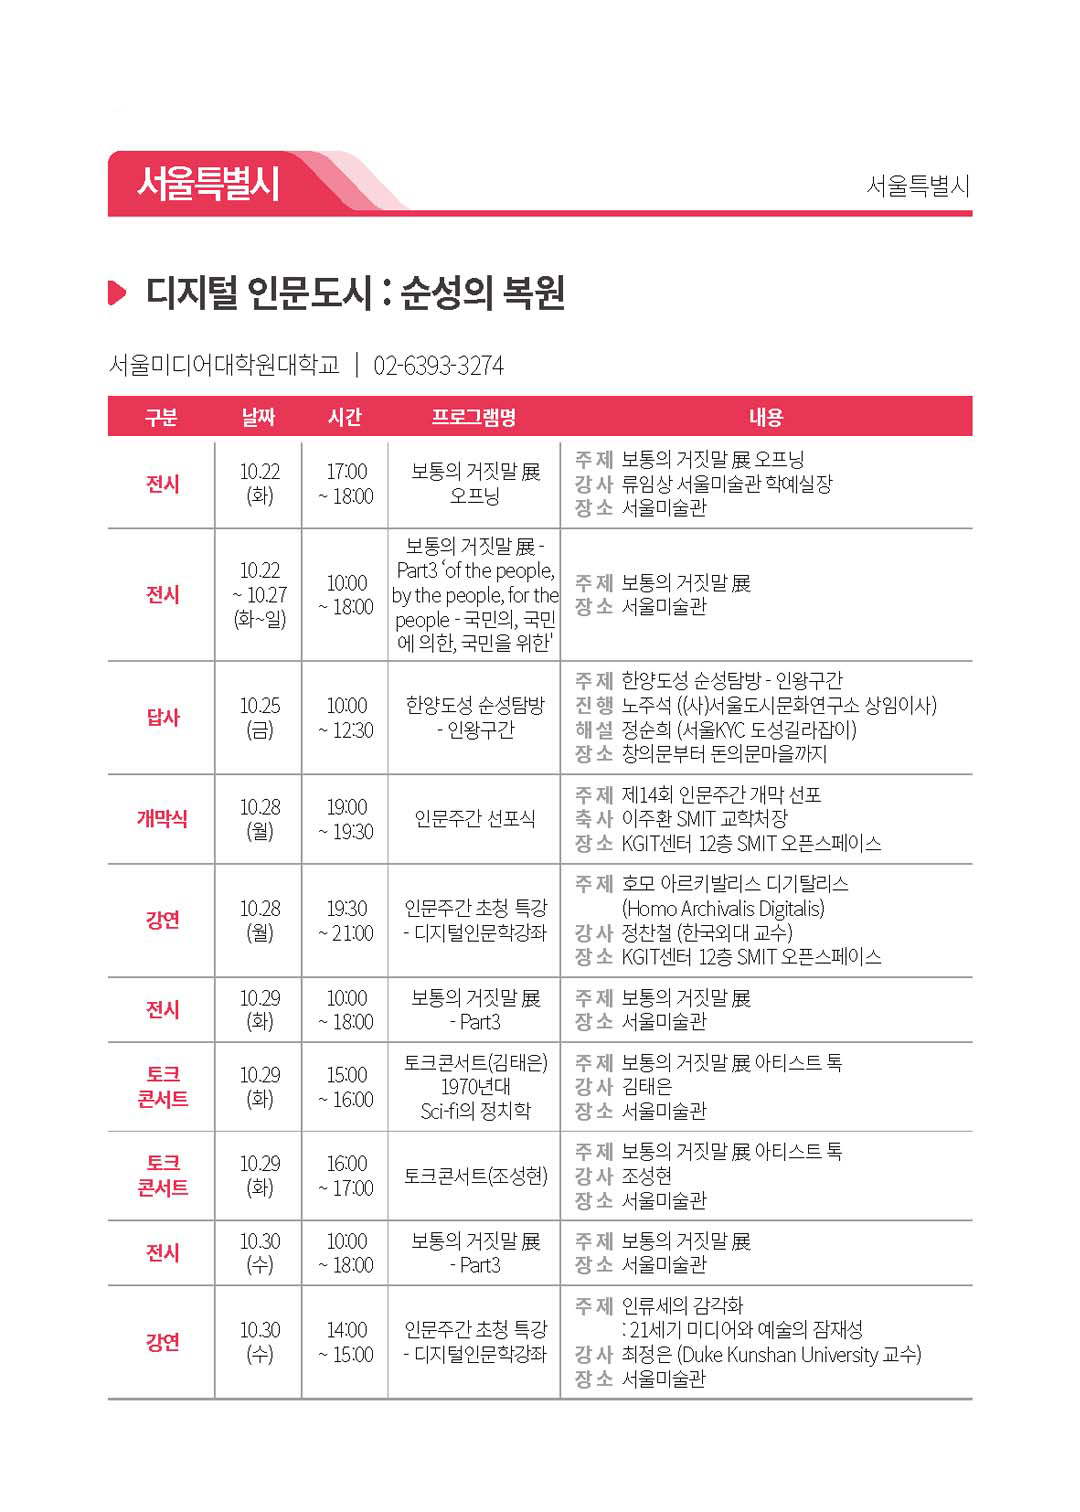 서울특별시
서울특별시
디지털 인문도시 : 순성의 복원
서울미디어대학원대학교 | 02-6393-3274
구분 날짜 시간 프로그램명 내용
전시
10.22
(화)
17:00
~ 18:00
보통의 거짓말 展
오프닝
주제 보통의 거짓말 展 오프닝
강사 류임상 서울미술관 학예실장
장소 서울미술관
전시
10.22
~ 10.27
(화~일)
10:00
~ 18:00
보통의 거짓말 展 -
Part3 ‘of the people,
by the people, for the
people - 국민의, 국민
에 의한, 국민을 위한'
주제 보통의 거짓말 展
장소 서울미술관
답사
10.25
(금)
10:00
~ 12:30
한양도성 순성탐방
- 인왕구간
주제 한양도성 순성탐방 - 인왕구간
진행 노주석 ((사)서울도시문화연구소 상임이사)
해설 정순희 (서울KYC 도성길라잡이)
장소 창의문부터 돈의문마을까지
개막식
10.28
(월)
19:00
~ 19:30
인문주간 선포식
주제 제14회 인문주간 개막 선포
축사 이주환 SMIT 교학처장
장소 KGIT센터 12층 SMIT 오픈스페이스
강연
10.28
(월)
19:30
~ 21:00
인문주간 초청 특강
- 디지털인문학강좌
주제 호모 아르키발리스 디기탈리스
(Homo Archivalis Digitalis)
강사 정찬철 (한국외대 교수)
장소 KGIT센터 12층 SMIT 오픈스페이스
전시
10.29
(화)
10:00
~ 18:00
보통의 거짓말 展
- Part3
주제 보통의 거짓말 展
장소 서울미술관
토크
콘서트
10.29
(화)
15:00
~ 16:00
토크콘서트(김태은)
1970년대
Sci-fi의 정치학
주제 보통의 거짓말 展 아티스트 톡
강사 김태은
장소 서울미술관
토크
콘서트
10.29
(화)
16:00
~ 17:00
토크콘서트(조성현)
주제 보통의 거짓말 展 아티스트 톡
강사 조성현
장소 서울미술관
전시
10.30
(수)
10:00
~ 18:00
보통의 거짓말 展
- Part3
주제 보통의 거짓말 展
장소 서울미술관
강연
10.30
(수)
14:00
~ 15:00
인문주간 초청 특강
- 디지털인문학강좌
주제 인류세의 감각화
: 21세기 미디어와 예술의 잠재성
강사 최정은 (Duke Kunshan University 교수)
장소 서울미술관